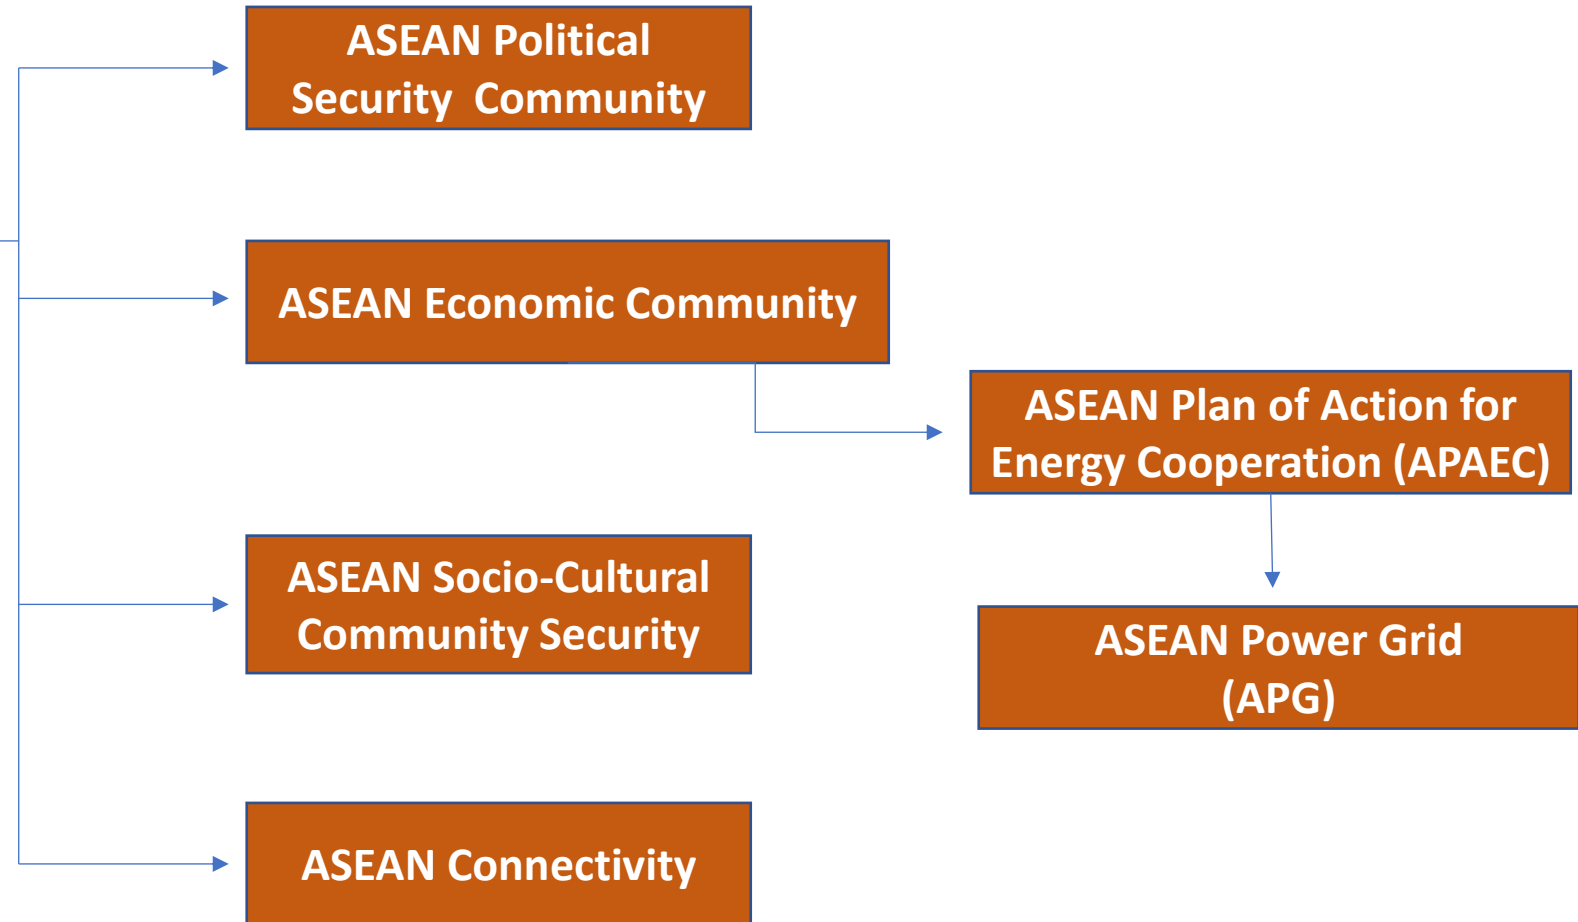 ASEAN Political
Security  Community
ASEAN Economic Community
ASEAN Plan of Action for
Energy Cooperation (APAEC)
ASEAN Socio-Cultural
Community Security
ASEAN Power Grid
(APG)
ASEAN Connectivity